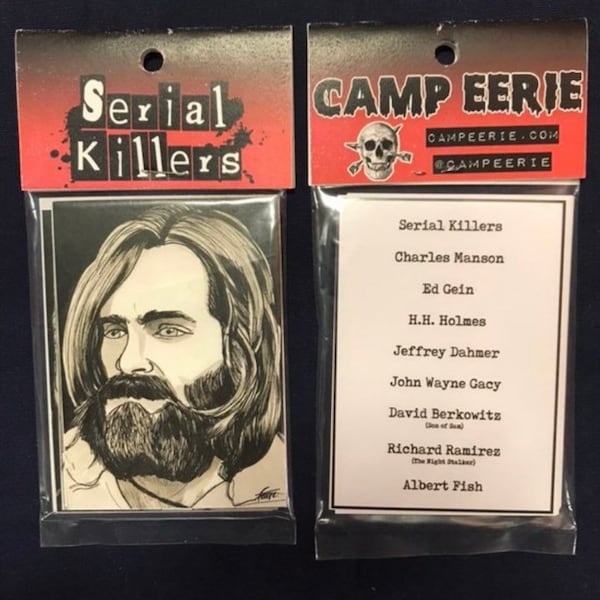 Serial
Killers
CAMP EERIE
CAMPEERIE.COM
@CAMPEERIE
Serial Killers
Charles Manson
Ed Gein
H.H. Holmes
Jeffrey Dahmer
John Wayne Gacy
David Berkowitz
(Son of Sam)
Richard Ramirez
(The Night Stalker)
Albert Fish